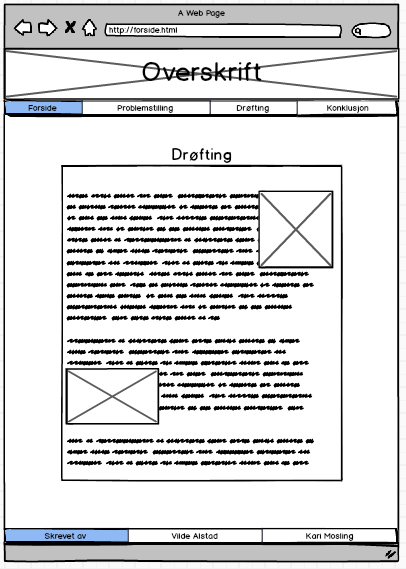 A Web Page
http://forside.html
Overskrift
Forside Problemstilling Drøfting Konklusjon
Drøfting
Skrevet av Vilde Alstad Kari Mosling